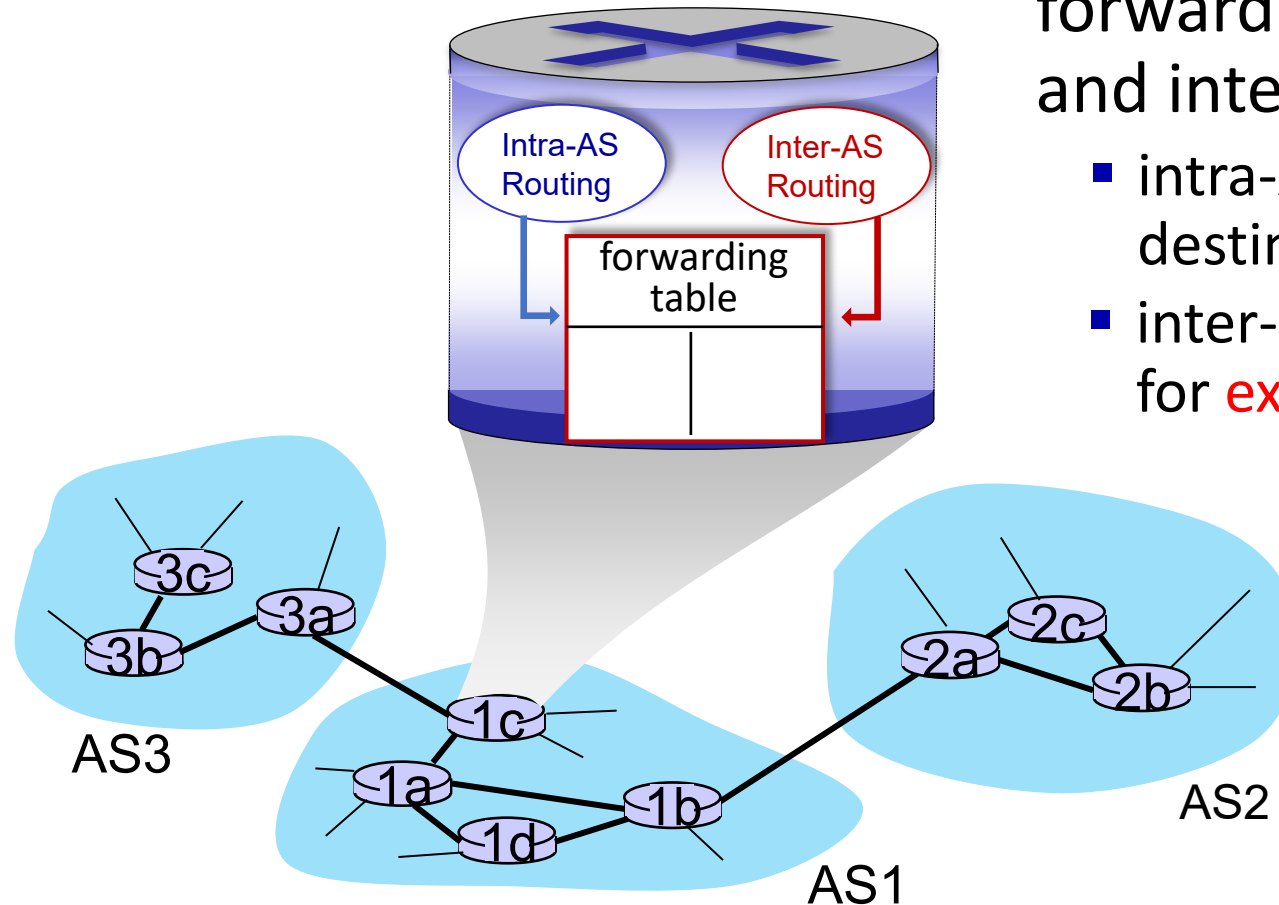 forward
and inte
Intra-AS
Routing
Inter-AS
Routing
forwarding
table
intra-
destin
inter-
for ex
3c
3a
3b
AS3
1c
1a
1b
1d
AS1
2c
2a
2b
AS2